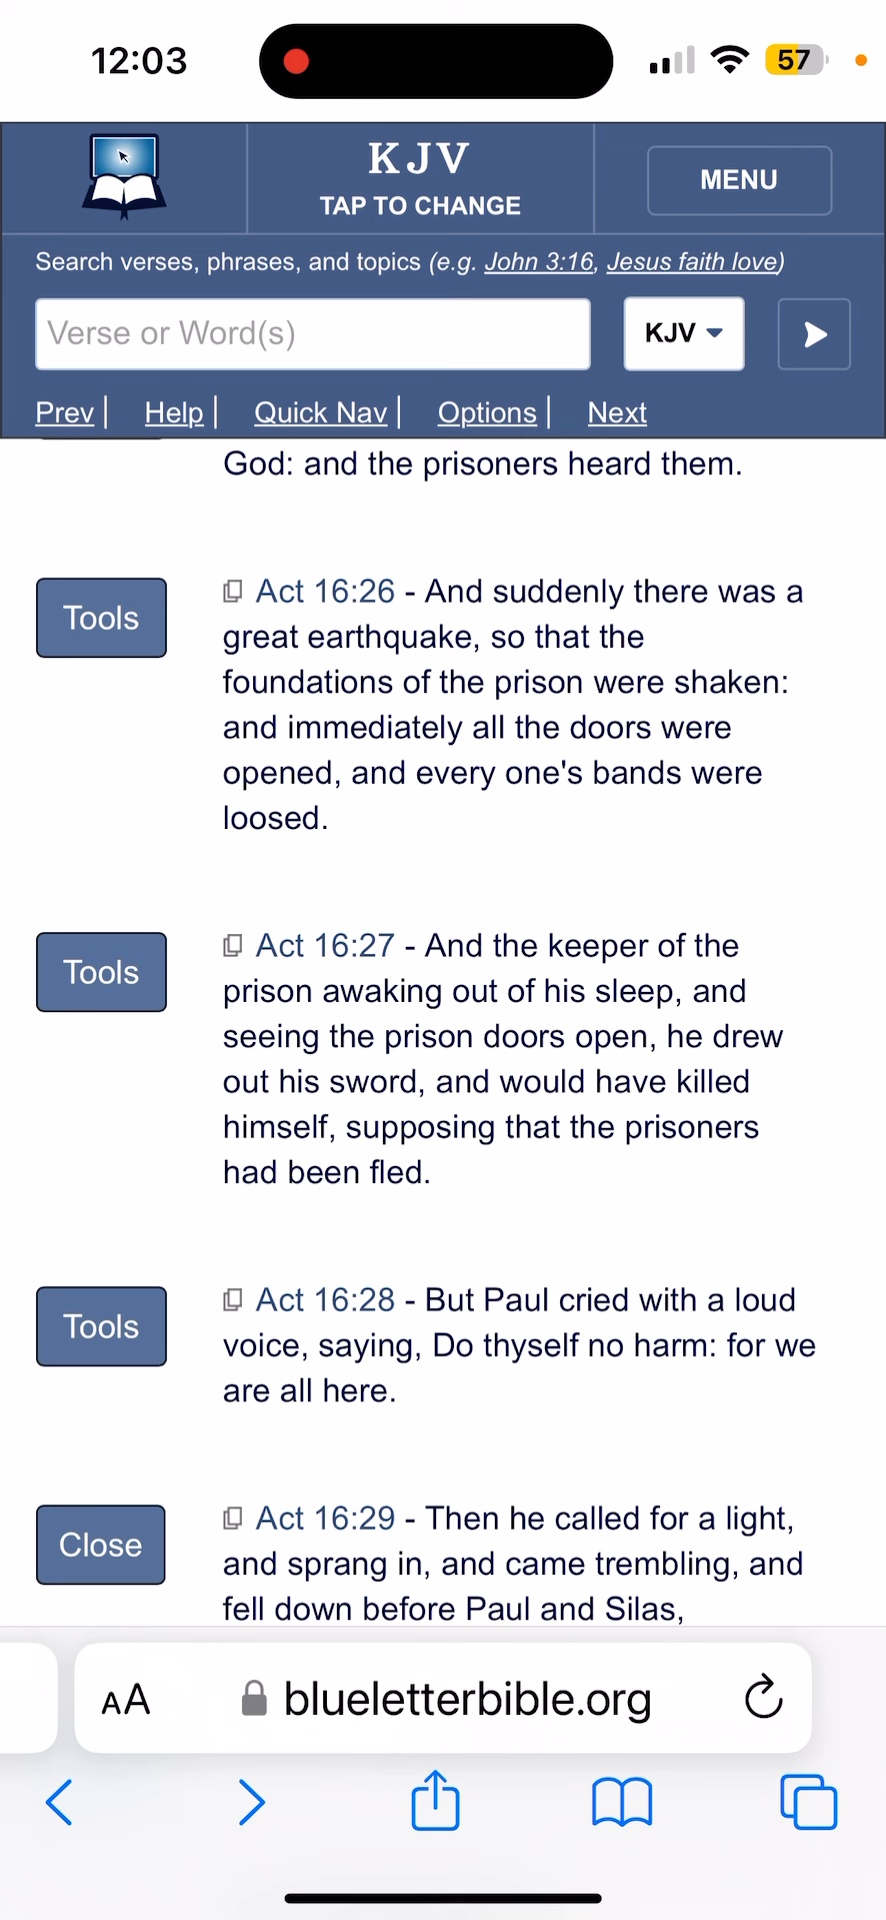 12:03
57
KJV
TAP TO CHANGE
MENU
Search verses, phrases, and topics (e.g. John 3:16, Jesus faith love)
Verse or Word(s)
KJV
Prev | Help | Quick Nav | Options | Next
God: and the prisoners heard them.
Tools
Act 16:26 - And suddenly there was a
great earthquake, so that the
foundations of the prison were shaken:
and immediately all the doors were
opened, and every one's bands were
loosed.
Tools
Act 16:27 - And the keeper of the
prison awaking out of his sleep, and
seeing the prison doors open, he drew
out his sword, and would have killed
himself, supposing that the prisoners
had been fled.
Tools
Act 16:28 - But Paul cried with a loud
voice, saying, Do thyself no harm: for we
are all here.
Close
Act 16:29 - Then he called for a light,
and sprang in, and came trembling, and
fell down before Paul and Silas,
AA
blueletterbible.org